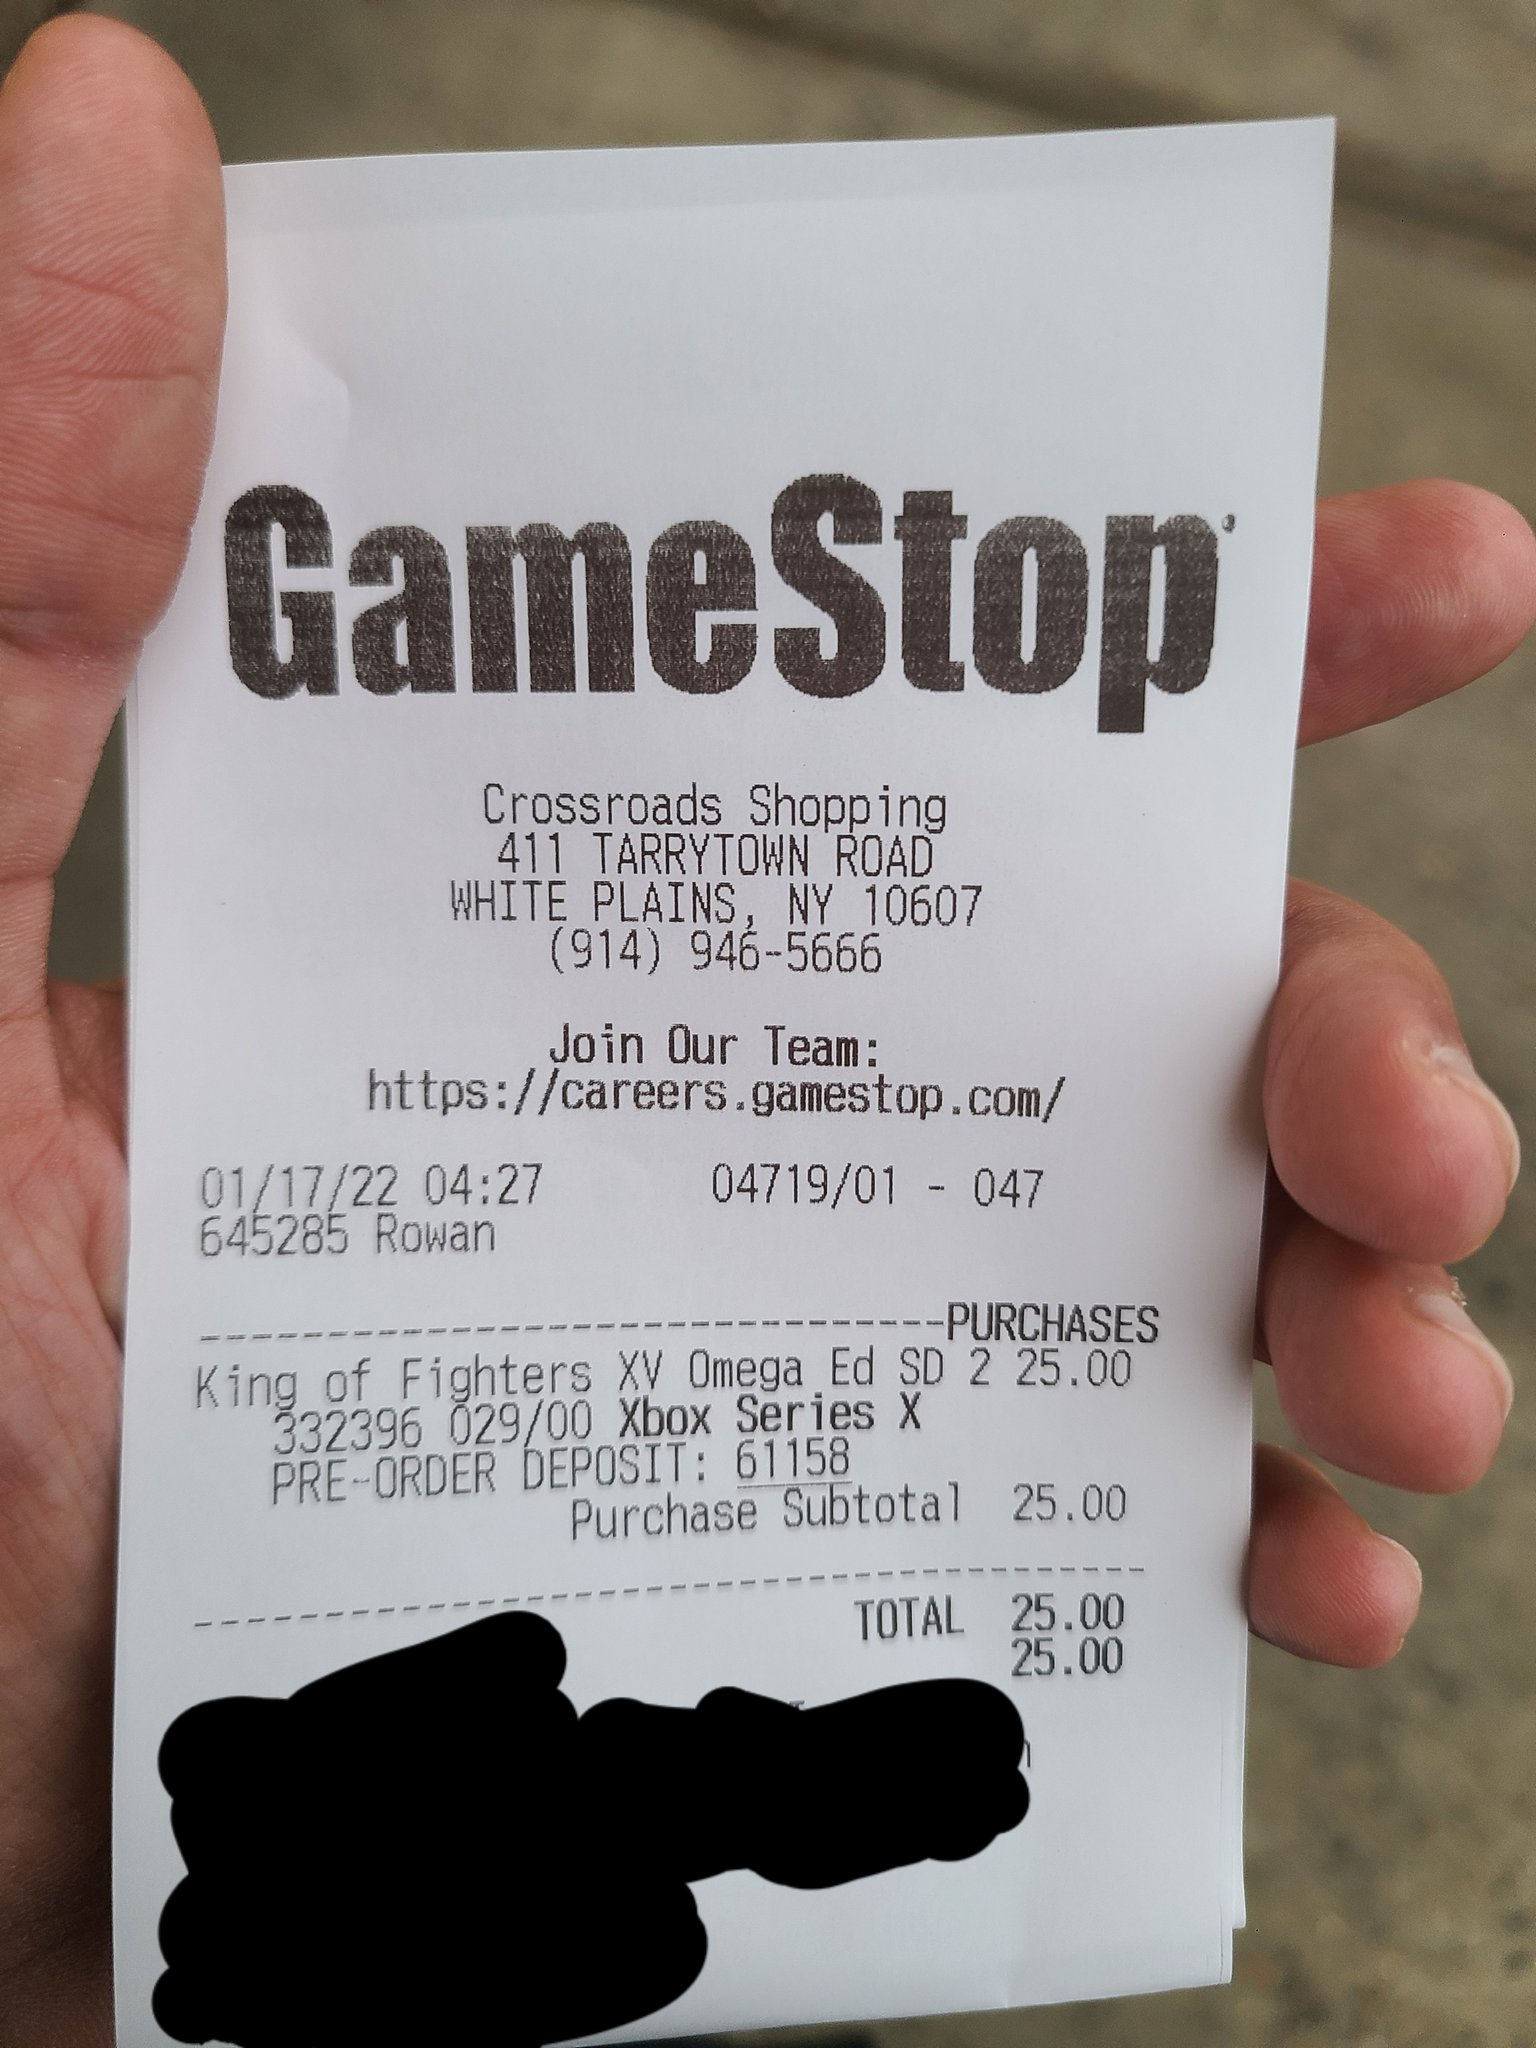 GameStop
Crossroads Shopping
411 TARRYTOWN ROAD
WHITE PLAINS, NY 10607
(914) 946-5666
Join Our Team:
https://careers.gamestop.com/
01/17/22 04:27 04719/01 - 047
645285 Rowan
------------------------------PURCHASES
King of Fighters XV Omega Ed SD 2 25.00
332396 029/00 Xbox Series X
PRE-ORDER DEPOSIT: 61158
Purchase Subtotal 25.00
TOTAL 25.00
25.00